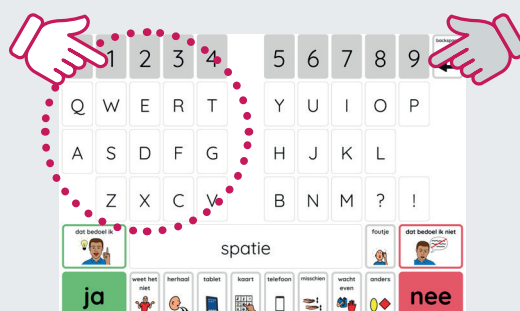 1 2 3 4 5 6 7 8 9 backspace
Q W E R T Y U I O P
A S D F G H J K L
Z X C V B N M ? !
dat bedoel ik spatie foutje dat bedoel ik niet
ja weet het niet herhaal tablet kaart telefoon misschien wacht even anders nee